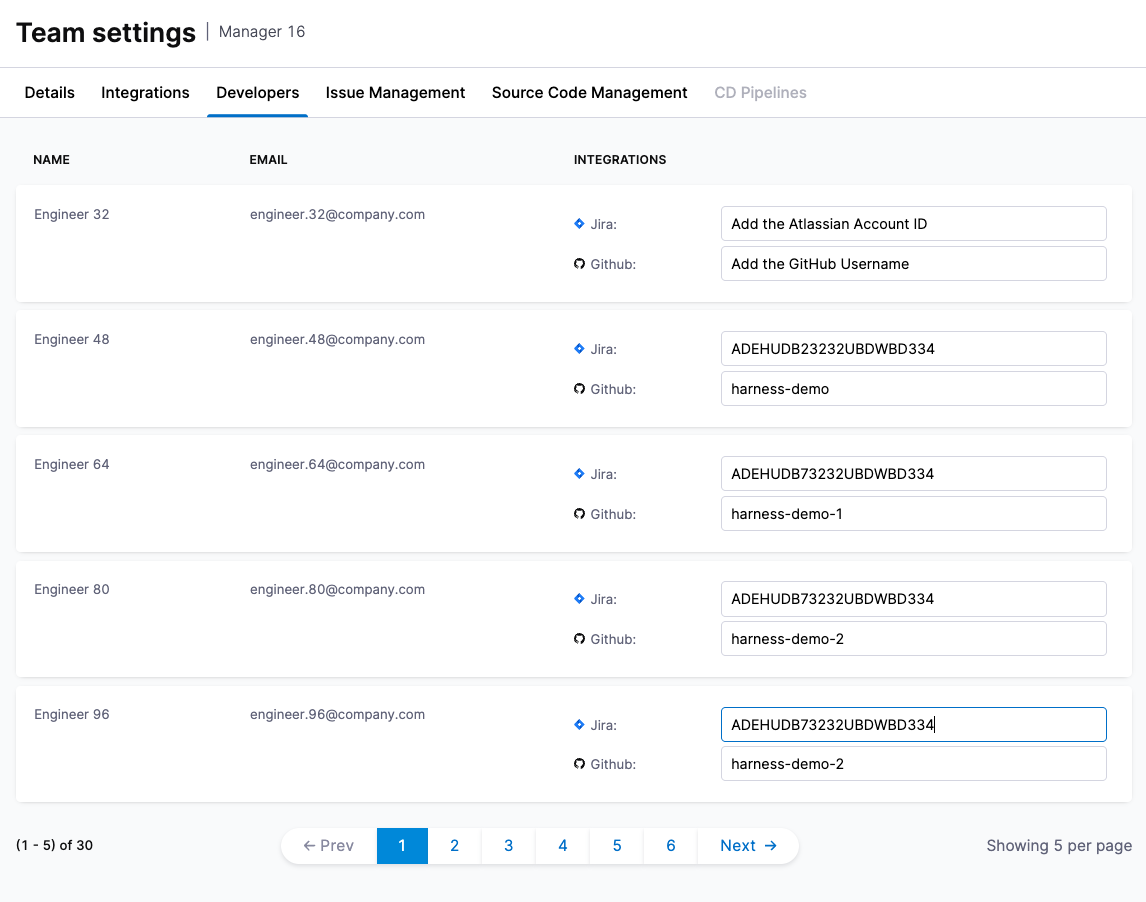 Team settings | Manager 16
Details Integrations Developers Issue Management Source Code Management CD Pipelines
NAME EMAIL INTEGRATIONS
Engineer 32 engineer.32@company.com
Jira: Add the Atlassian Account ID
Github: Add the GitHub Username
Engineer 48 engineer.48@company.com
Jira: ADEHUDB23232UBDWBD334
Github: harness-demo
Engineer 64 engineer.64@company.com
Jira: ADEHUDB73232UBDWBD334
Github: harness-demo-1
Engineer 80 engineer.80@company.com
Jira: ADEHUDB73232UBDWBD334
Github: harness-demo-2
Engineer 96 engineer.96@company.com
Jira: ADEHUDB73232UBDWBD334
Github: harness-demo-2
(1 - 5) of 30 ← Prev 1 2 3 4 5 6 Next → Showing 5 per page